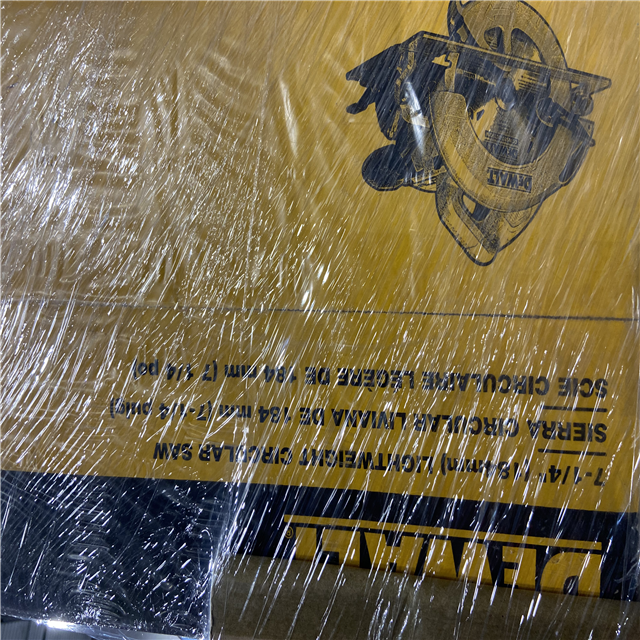 DEWALT®
7-1/4" (184mm) LIGHTWEIGHT CIRCULAR SAW
SIERRA CIRCULAR LIVIANA DE 184 mm (7-1/4 pulg)
SCIE CIRCULAIRE LÉGÈRE DE 184 mm (7 1/4 po)
DEWALT